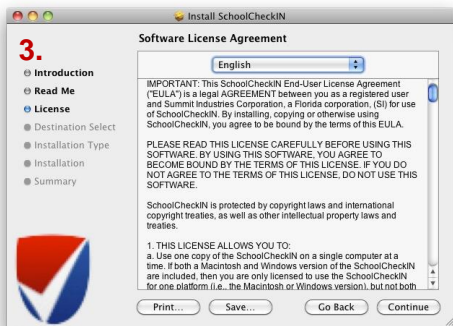 Install SchoolCheckIN
3.
Software License Agreement
English
Introduction
Read Me
License
Destination Select
Installation Type
Installation
Summary
IMPORTANT: This SchoolCheckIN End-User License Agreement
("EULA") is a legal AGREEMENT between you as a registered user
and Summit Industries Corporation, a Florida corporation, (SI) for use
of SchoolCheckIN. By installing, copying or otherwise using
SchoolCheckIN, you agree to be bound by the terms of this EULA.
PLEASE READ THIS LICENSE CAREFULLY BEFORE USING THIS
SOFTWARE. BY USING THIS SOFTWARE, YOU AGREE TO
BECOME BOUND BY THE TERMS OF THIS LICENSE. IF YOU DO
NOT AGREE TO THE TERMS OF THIS LICENSE, DO NOT USE THIS
SOFTWARE.
SchoolCheckIN is protected by copyright laws and international
copyright treaties, as well as other intellectual property laws and
treaties.
1. THIS LICENSE ALLOWS YOU TO:
a. Use one copy of the SchoolCheckIN on a single computer at a
time. If both a Macintosh and Windows version of the SchoolCheckIN
are included, then you are only licensed to use the SchoolCheckIN
for one platform (i.e., the Macintosh or Windows version), but not both
Print...
Save...
Go Back
Continue